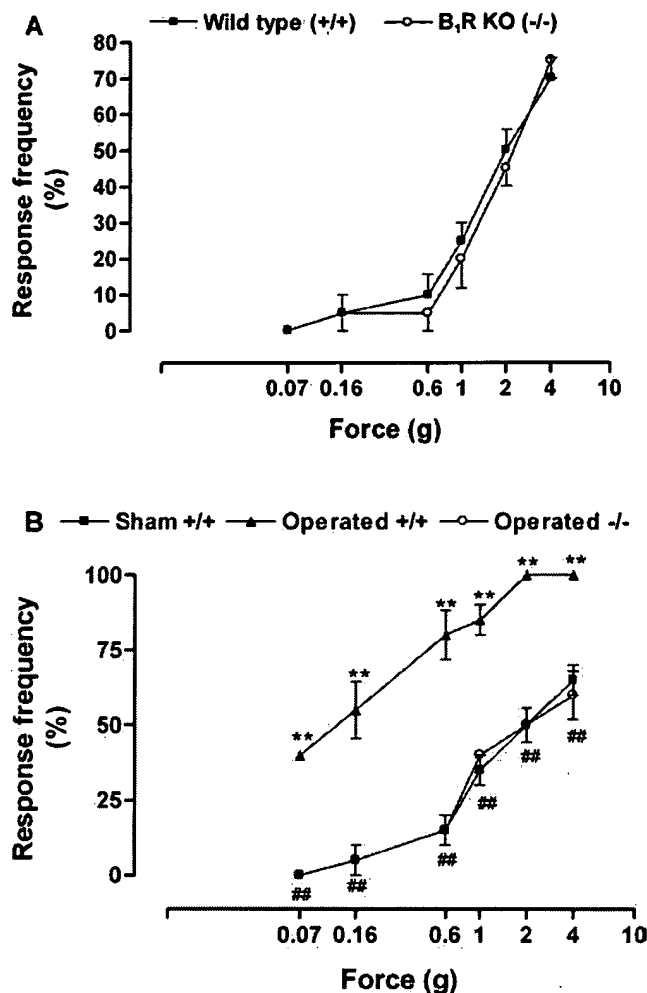 A
Wild type (+/+) B₁R KO (-/-)
80
70
60
50
40
30
20
10
0
Response frequency
(%)
0.07 0.16 0.6 1 2 4 10
Force (g)
B Sham +/+ Operated +/+ Operated -/-
100
75
50
25
0
Response frequency
(%)
** ** ** ** ** **
## ## ## ## ## ##
0.07 0.16 0.6 1 2 4 10
Force (g)